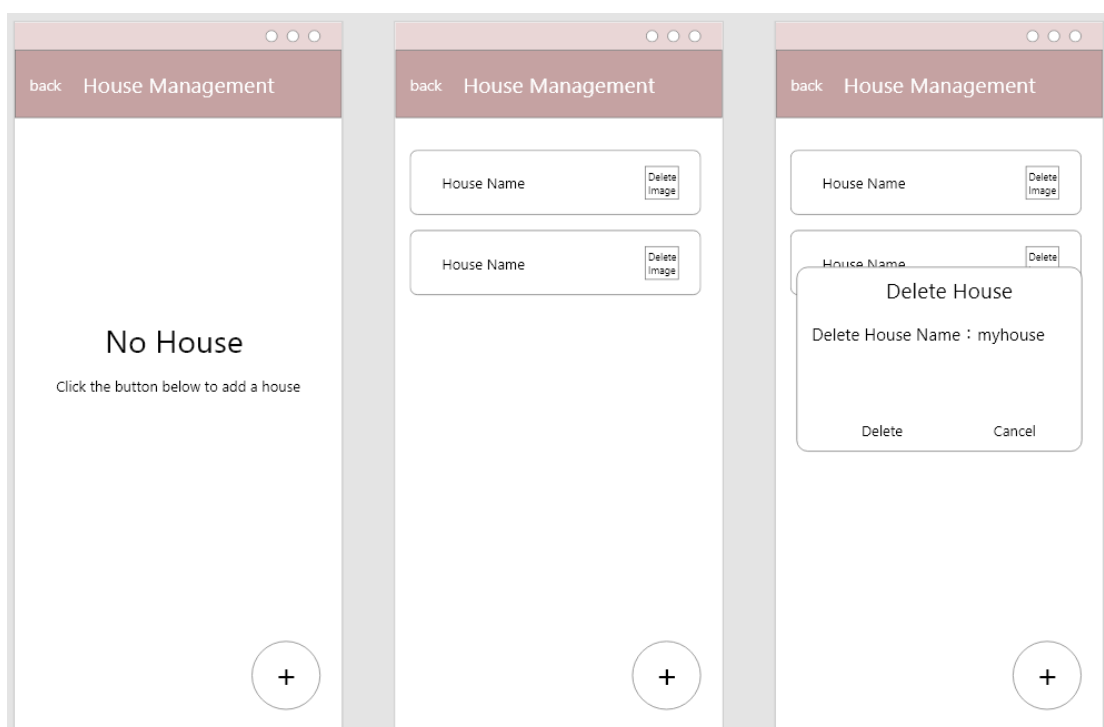 back House Management
No House
Click the button below to add a house
+
back House Management
House Name
Delete
Image
House Name
Delete
Image
+
back House Management
House Name
Delete
Image
House Name
Delete
Delete House
Delete House Name：myhouse
Delete Cancel
+